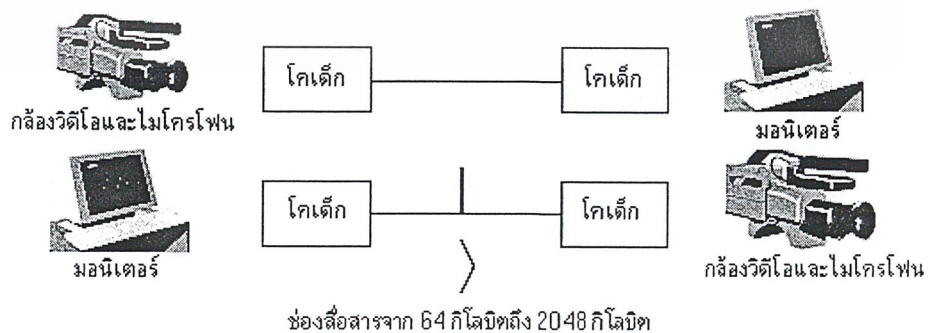 โคเด็ก
โคเด็ก
กล้องวิดีโอและไมโครโฟน
มอนิเตอร์
โคเด็ก
โคเด็ก
มอนิเตอร์
กล้องวิดีโอและไมโครโฟน
ช่องสื่อสารจาก 64 กิโลบิตถึง 2048 กิโลบิต